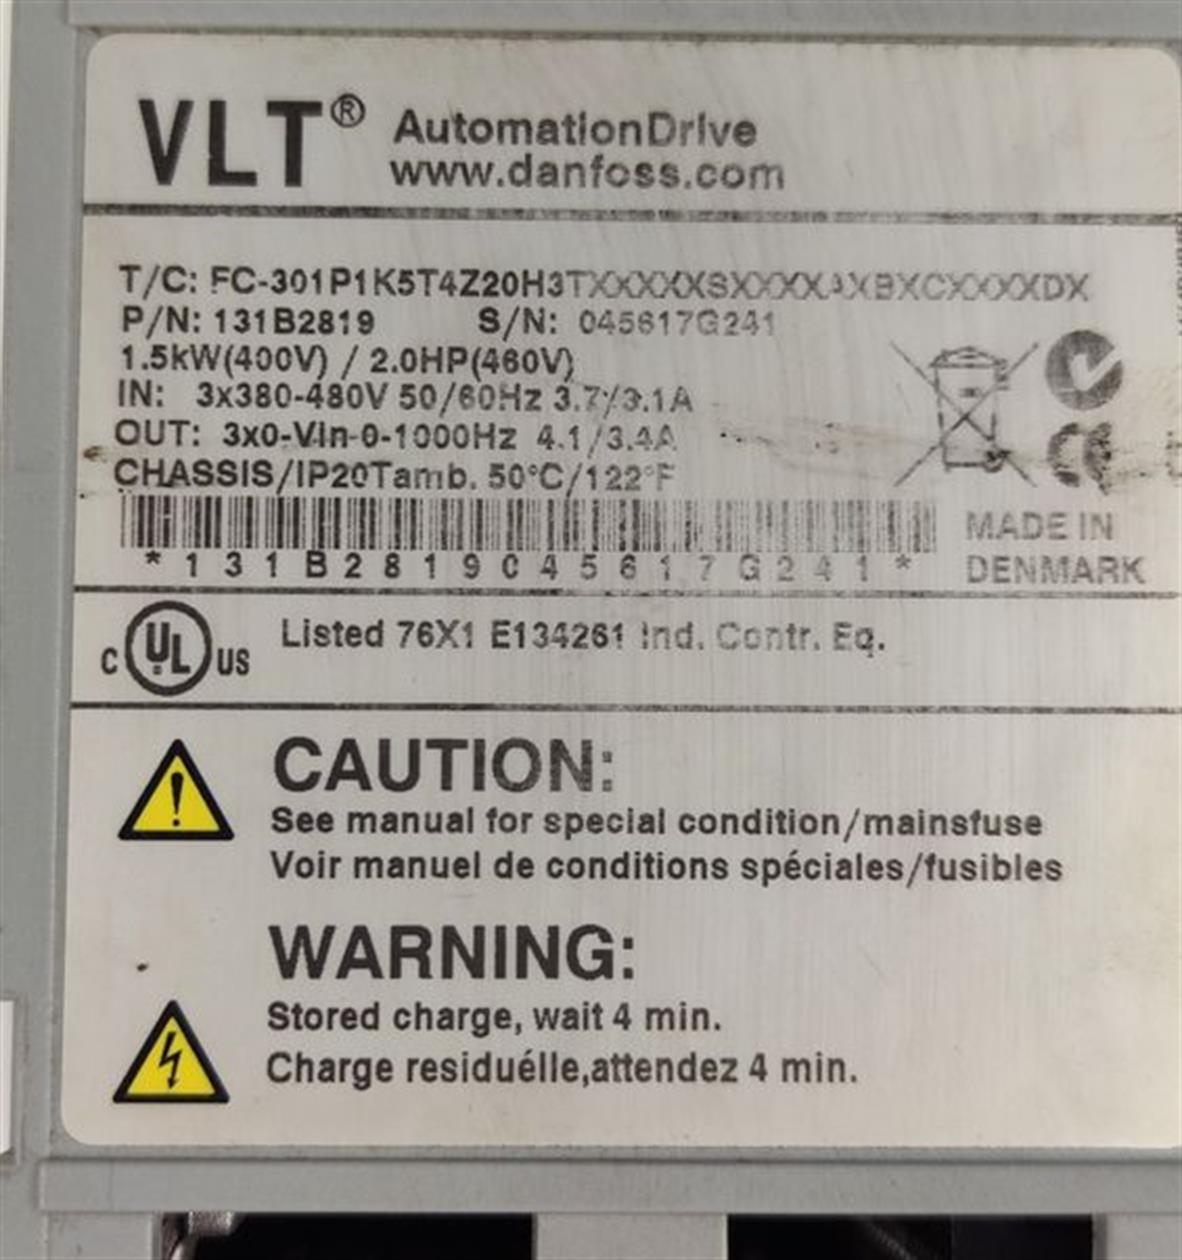 VLT® AutomationDrive
www.danfoss.com
T/C: FC-301P1K5T4Z20H3TXXXXXXSXXXXAXBXCXXXXDX
P/N: 131B2819 S/N: 045617G241
1.5kW(400V) / 2.0HP(460V)
IN: 3x380-480V 50/60Hz 3.7/3.1A
OUT: 3x0-Vin 0-1000Hz 4.1/3.4A
CHASSIS/IP20 Tamb. 50°C/122°F
*131B2819045617G241*
MADE IN
DENMARK
C UL US Listed 76X1 E134261 Ind. Contr. Eq.
CAUTION:
See manual for special condition/mainsfuse
Voir manuel de conditions spéciales/fusibles
WARNING:
Stored charge, wait 4 min.
Charge residuélle,attendez 4 min.